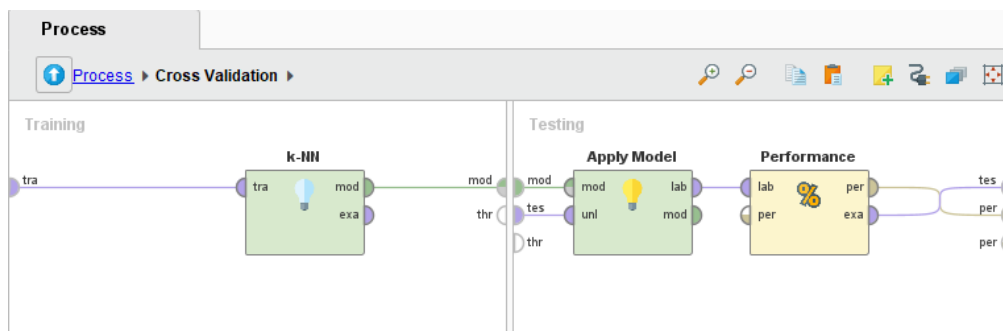 Process
Process Cross Validation
Training
Testing
k-NN
Apply Model
Performance
tra
tra
mod
exa
mod
thr
mod
tes
thr
mod
unl
lab
mod
lab
per
per
exa
tes
per
per
%